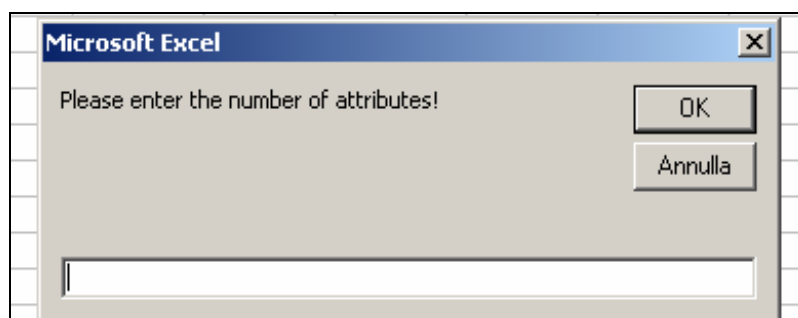 Microsoft Excel
Please enter the number of attributes!
OK
Annulla